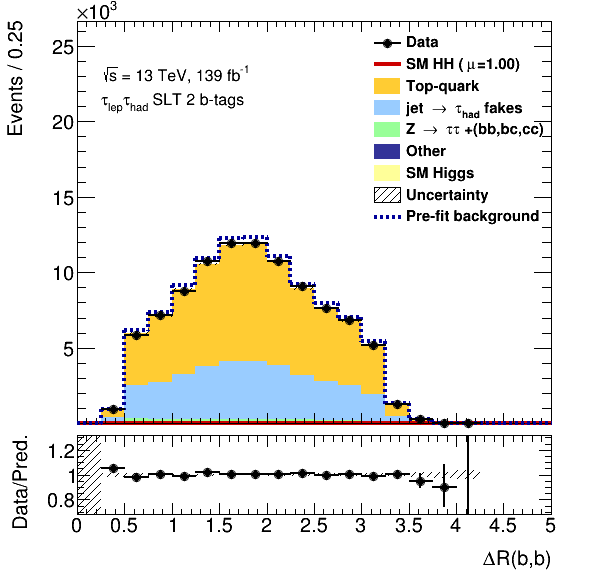 ×10³
Events / 0.25
25
20
15
10
5
√s = 13 TeV, 139 fb⁻¹
τlepτhad SLT 2 b-tags
Data
SM HH ( μ=1.00)
Top-quark
jet → τhad fakes
Z → ττ +(bb,bc,cc)
Other
SM Higgs
Uncertainty
Pre-fit background
Data/Pred.
1.2
1
0.8
0 0.5 1 1.5 2 2.5 3 3.5 4 4.5 5
ΔR(b,b)